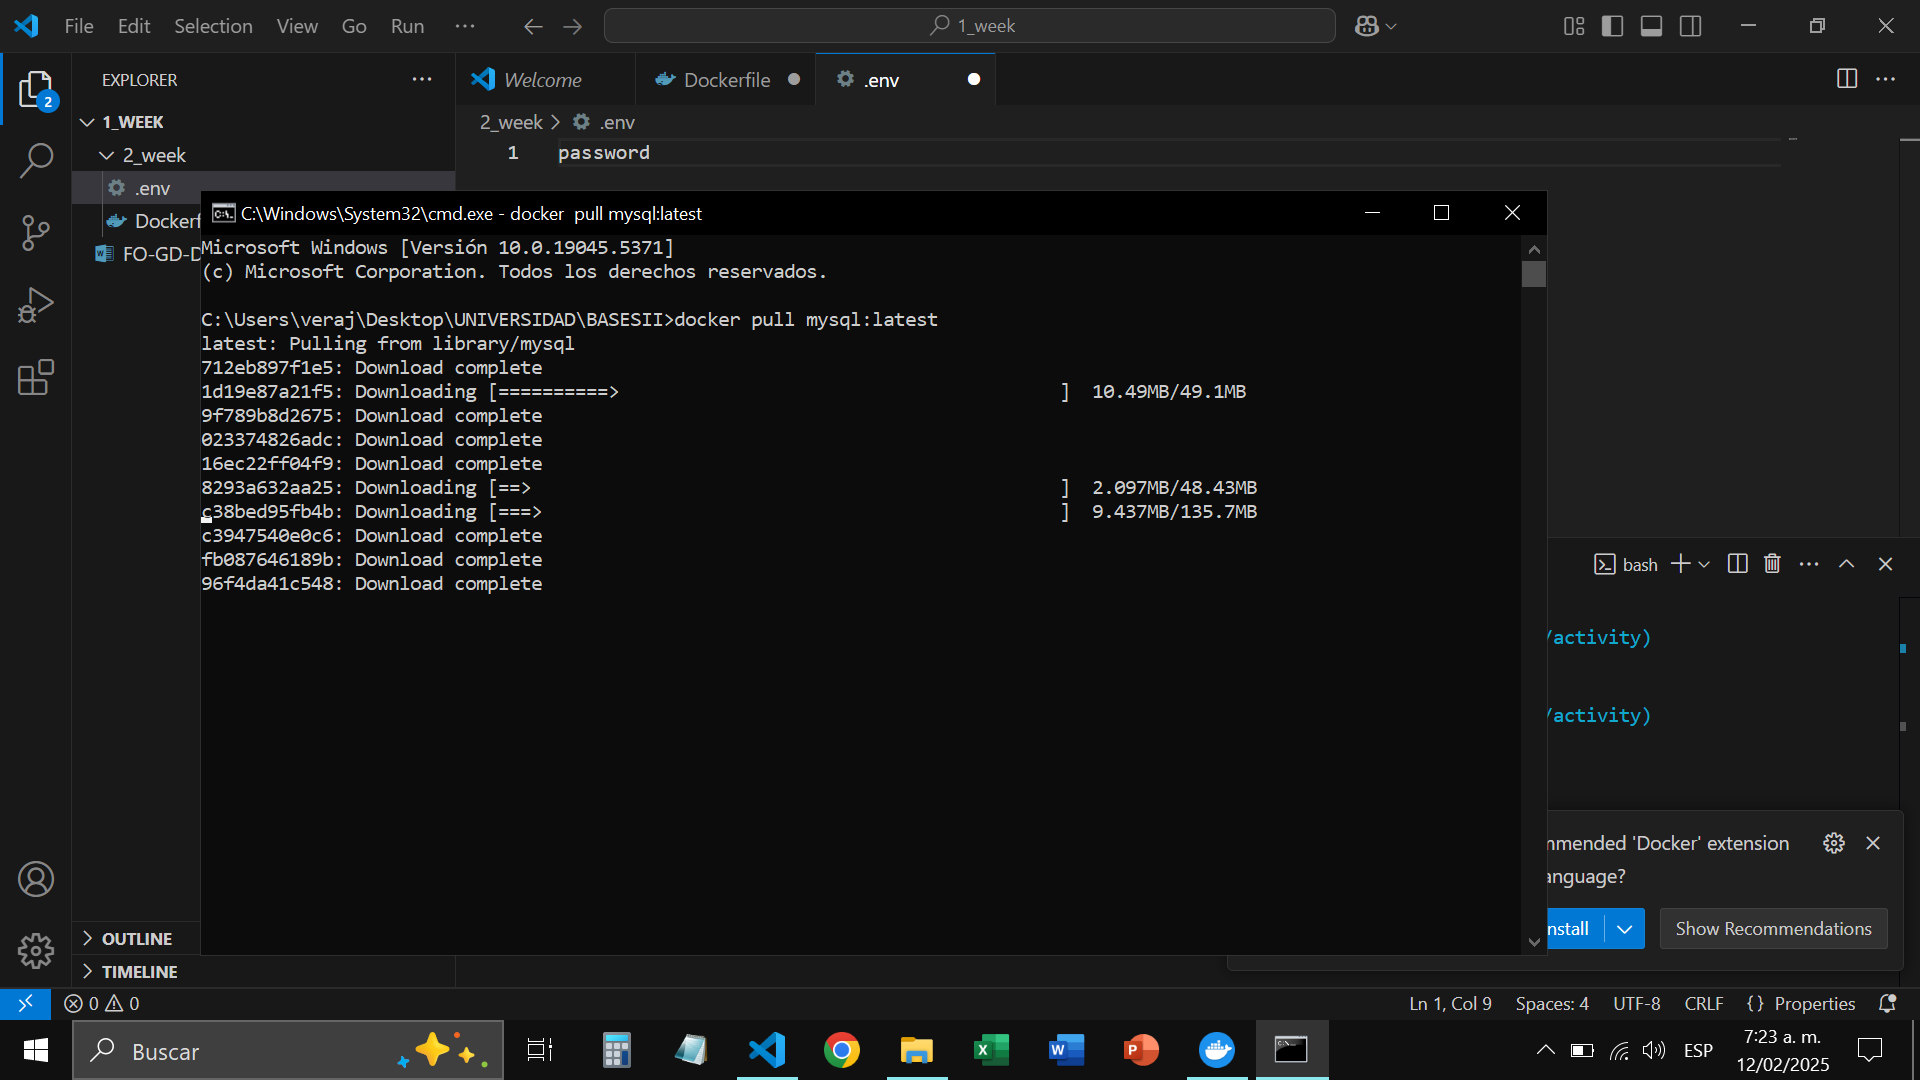 File Edit Selection View Go Run ···
1_week
EXPLORER
2
1_WEEK
2_week
.env
Dockerf
FO-GD-D
OUTLINE
TIMELINE
Welcome
Dockerfile
.env
2_week > .env
1 password
C:\Windows\System32\cmd.exe - docker  pull mysql:latest
Microsoft Windows [Versión 10.0.19045.5371]
(c) Microsoft Corporation. Todos los derechos reservados.
C:\Users\veraj\Desktop\UNIVERSIDAD\BASESII>docker pull mysql:latest
latest: Pulling from library/mysql
712eb897f1e5: Download complete
1d19e87a21f5: Downloading [==========>                                        ]  10.49MB/49.1MB
9f789b8d2675: Download complete
023374826adc: Download complete
16ec22ff04f9: Download complete
8293a632aa25: Downloading [==>                                                ]  2.097MB/48.43MB
c38bed95fb4b: Downloading [===>                                               ]  9.437MB/135.7MB
c3947540e0c6: Download complete
fb087646189b: Download complete
96f4da41c548: Download complete
bash
/activity)
/activity)
mmended 'Docker' extension
anguage?
nstall
Show Recommendations
0 0
Ln 1, Col 9 Spaces: 4 UTF-8 CRLF {} Properties
Buscar
ESP
7:23 a. m.
12/02/2025